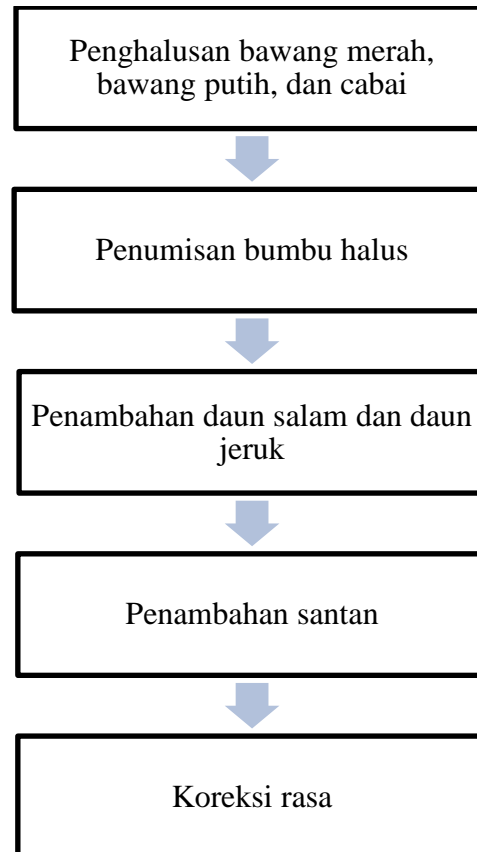 Penghalusan bawang merah,
bawang putih, dan cabai
Penumisan bumbu halus
Penambahan daun salam dan daun
jeruk
Penambahan santan
Koreksi rasa